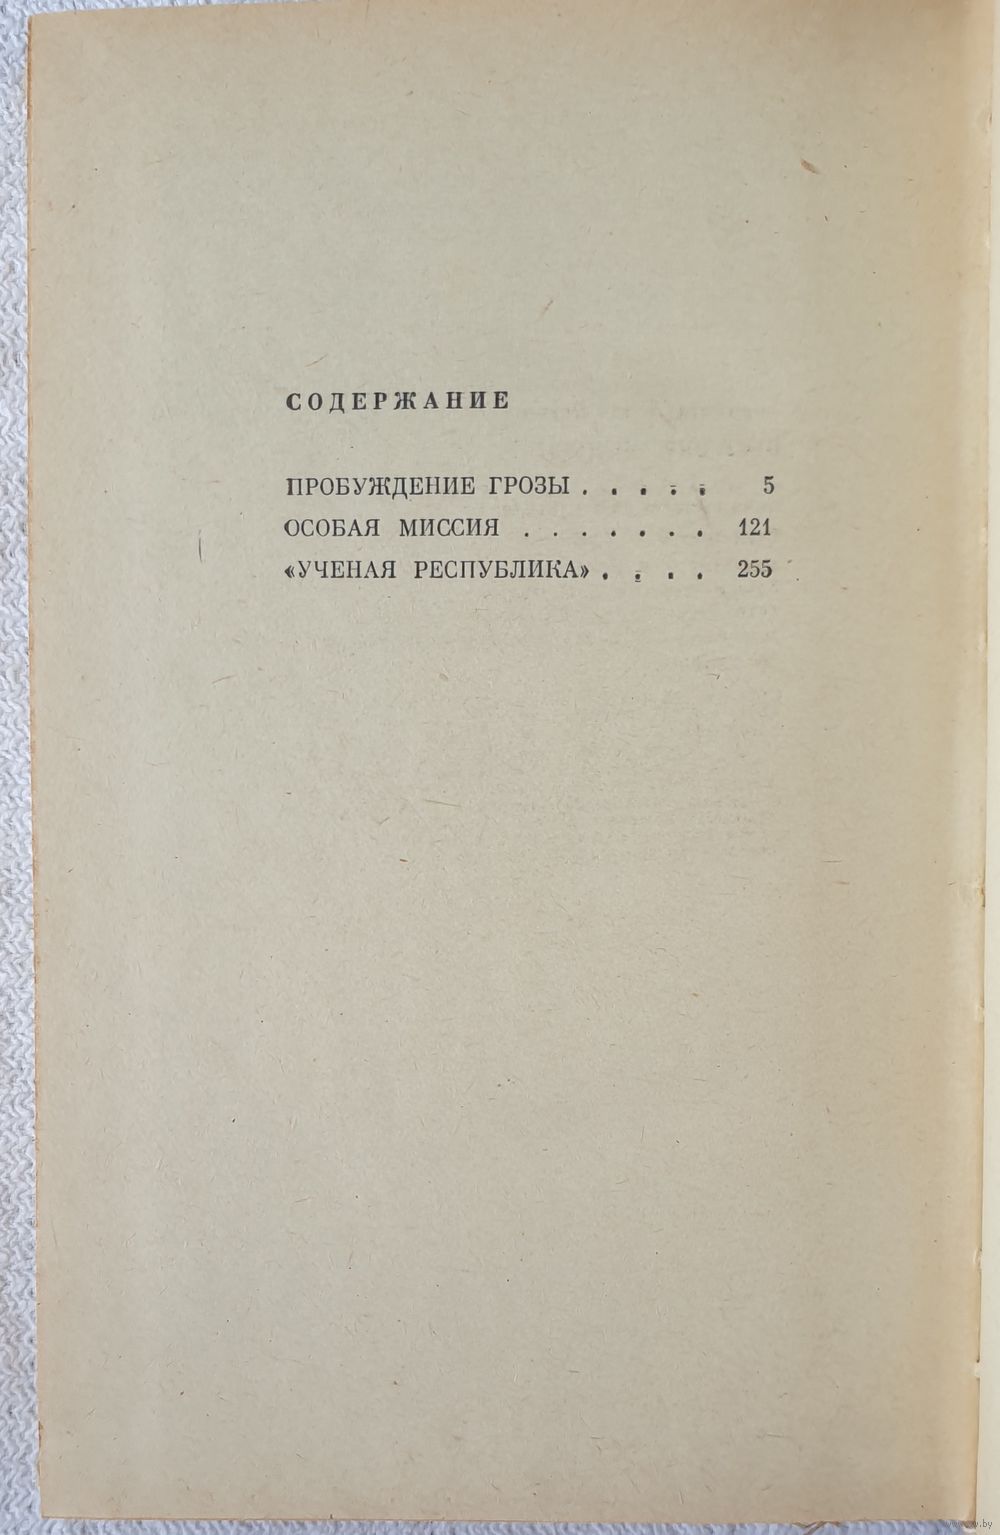 СОДЕРЖАНИЕ
ПРОБУЖДЕНИЕ ГРОЗЫ . . . . . 5
ОСОБАЯ МИССИЯ . . . . . . . 121
«УЧЕНАЯ РЕСПУБЛИКА» . . . . 255